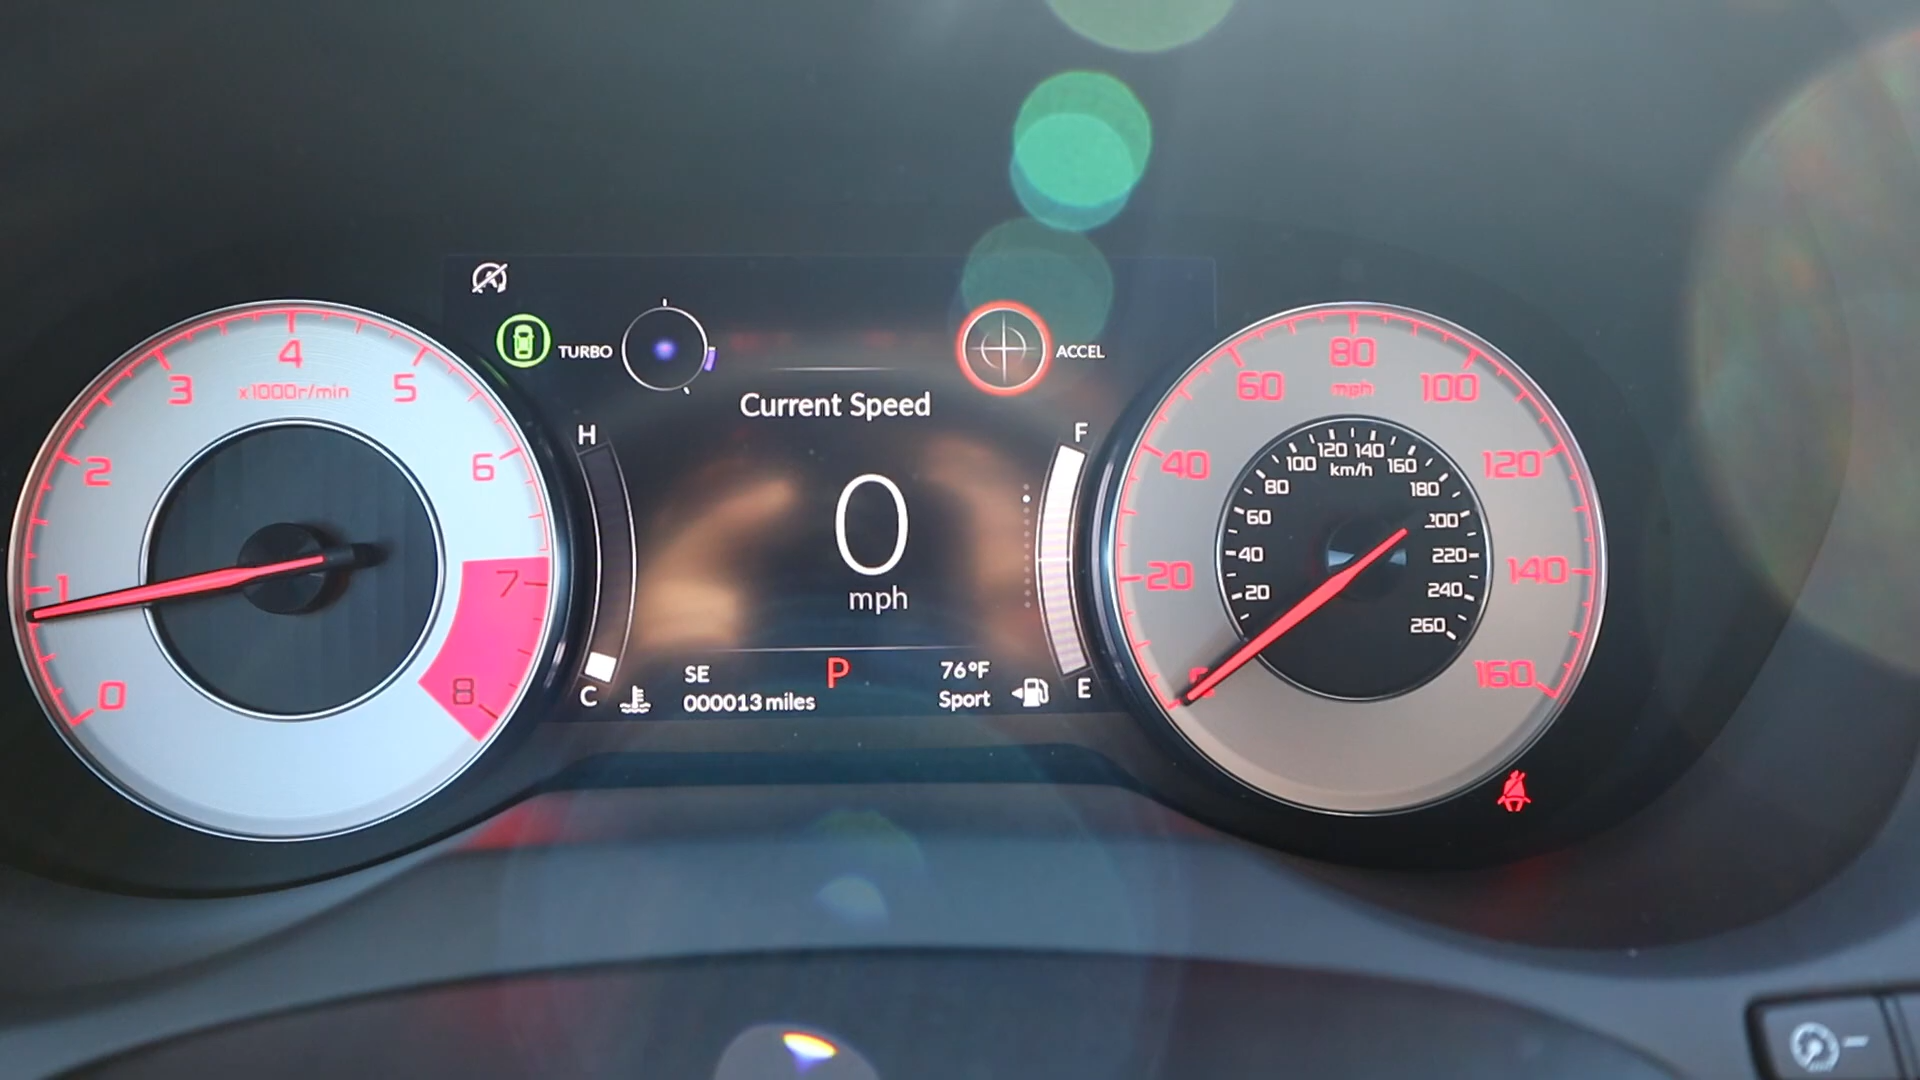 4
3
5
x1000r/min
2
6
1
7
0
8
TURBO
ACCEL
Current Speed
H
F
0
mph
C
E
SE
P
76°F
000013 miles
Sport
80
60
mph
100
40
120
20
140
160
120 140
100
km/h
160
80
180
60
200
40
220
20
240
260